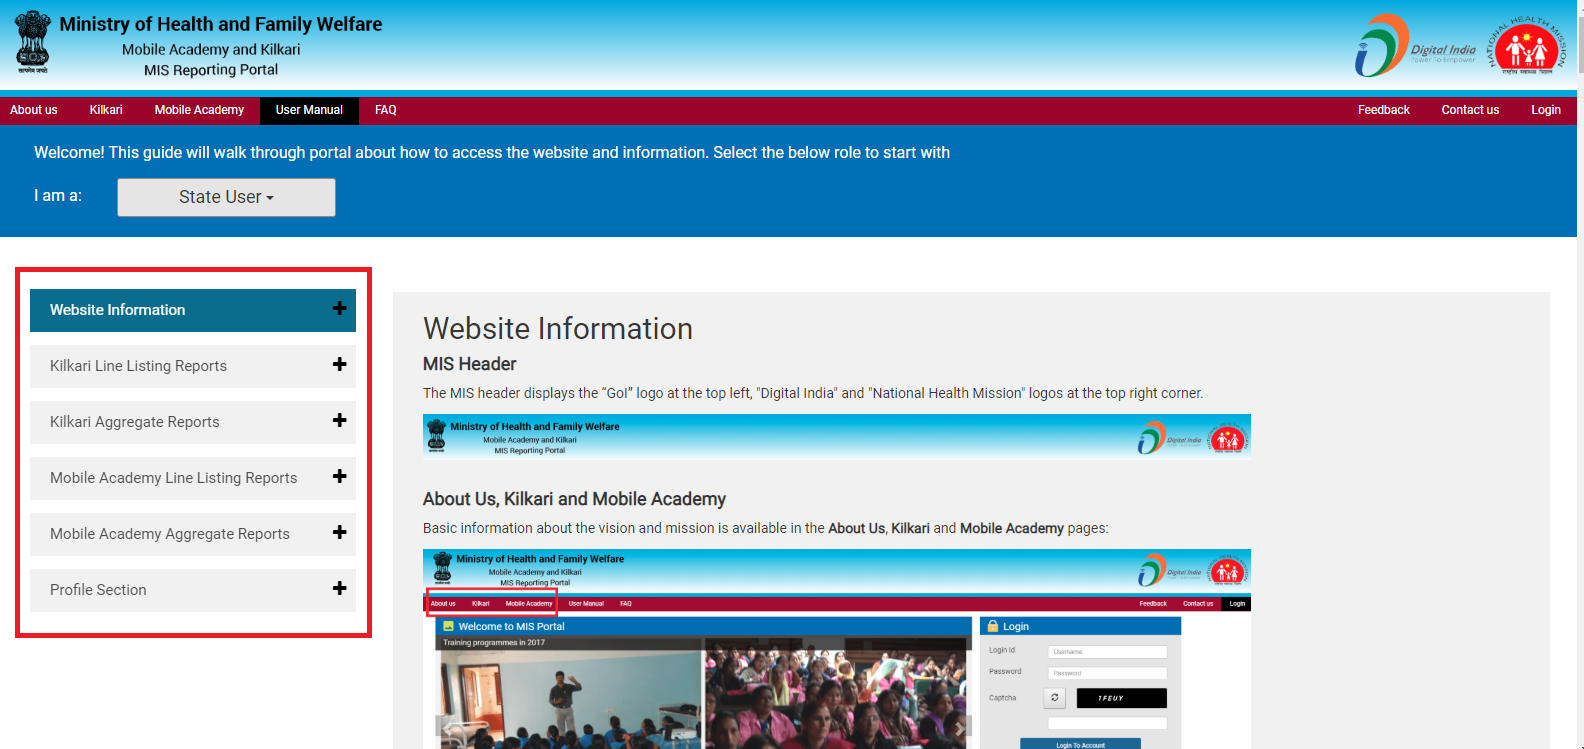 Ministry of Health and Family Welfare
Mobile Academy and Kilkari
MIS Reporting Portal
सत्यमेव जयते
Digital India
Power To Empower
NATIONAL HEALTH MISSION
राष्ट्रीय स्वास्थ्य मिशन
About us Kilkari Mobile Academy User Manual FAQ Feedback Contact us Login
Welcome! This guide will walk through portal about how to access the website and information. Select the below role to start with
I am a: State User
Website Information
Kilkari Line Listing Reports
Kilkari Aggregate Reports
Mobile Academy Line Listing Reports
Mobile Academy Aggregate Reports
Profile Section
Website Information
MIS Header
The MIS header displays the “GoI” logo at the top left, "Digital India" and "National Health Mission" logos at the top right corner.
Ministry of Health and Family Welfare
Mobile Academy and Kilkari
MIS Reporting Portal
Digital India
About Us, Kilkari and Mobile Academy
Basic information about the vision and mission is available in the About Us, Kilkari and Mobile Academy pages:
Ministry of Health and Family Welfare
Mobile Academy and Kilkari
MIS Reporting Portal
Digital India
About us Kilkari Mobile Academy User Manual FAQ Feedback Contact us Login
Welcome to MIS Portal
Training programmes in 2017
Login
Login Id Username
Password Password
Captcha 1FEUY
Login To Account